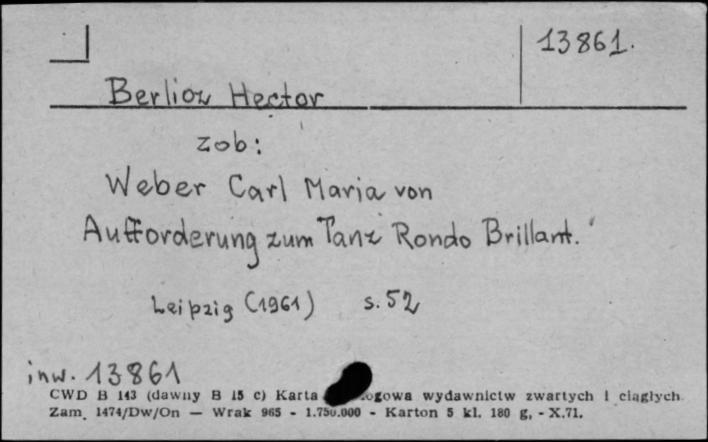 13861.
Berlioz Hector
zob:
Weber Carl Maria von
Aufforderung zum Tanz Rondo Brillant.
Leipzig (1961) s. 52
inw. 13861
CWD B 143 (dawny B 15 c) Karta ogowa wydawnictw zwartych i ciągłych
Zam. 1474/Dw/On — Wrak 965 - 1.750.000 - Karton 5 kl. 180 g, - X.71.